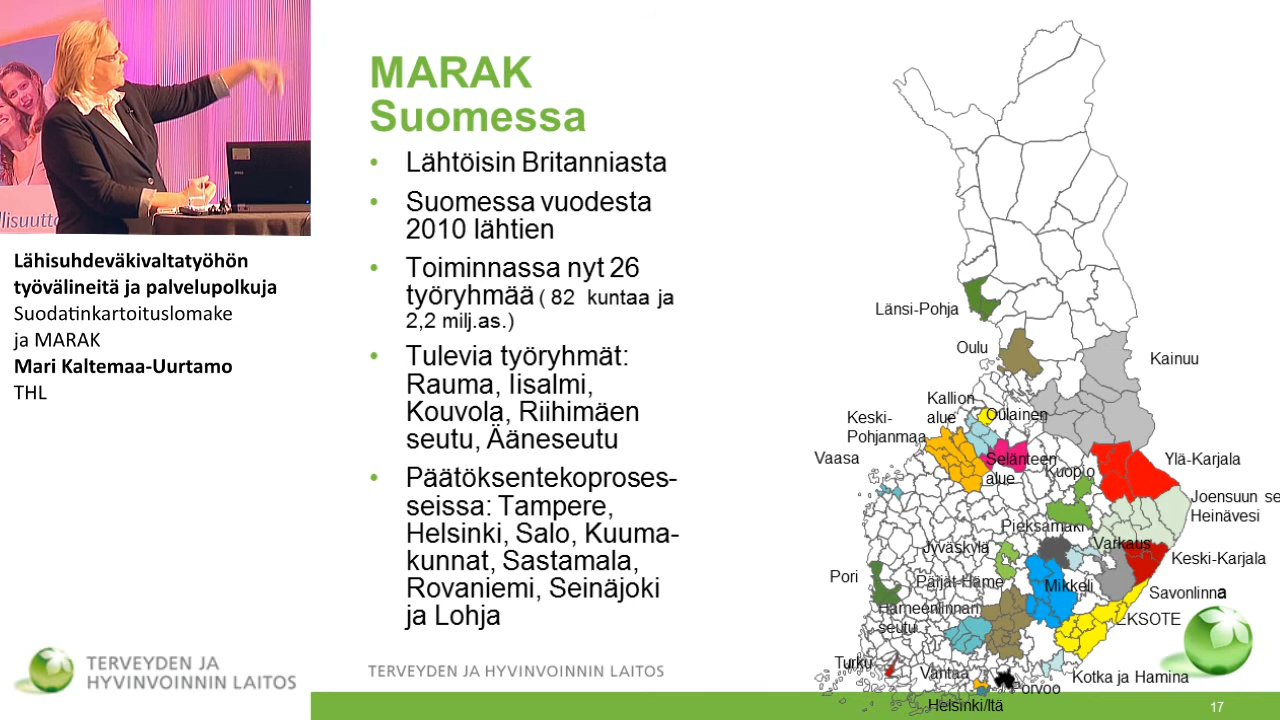 llisuutta
Lähisuhdeväkivaltatyöhön
työvälineitä ja palvelupolkuja
Suodatinkartoituslomake
ja MARAK
Mari Kaltemaa-Uurtamo
THL
TERVEYDEN JA
HYVINVOINNIN LAITOS
MARAK
Suomessa
• Lähtöisin Britanniasta
• Suomessa vuodesta
2010 lähtien
• Toiminnassa nyt 26
työryhmää ( 82 kuntaa ja
2,2 milj.as.)
• Tulevia työryhmät:
Rauma, Iisalmi,
Kouvola, Riihimäen
seutu, Ääneseutu
• Päätöksentekoproses-
seissa: Tampere,
Helsinki, Salo, Kuuma-
kunnat, Sastamala,
Rovaniemi, Seinäjoki
ja Lohja
TERVEYDEN JA HYVINVOINNIN LAITOS
Länsi-Pohja
Oulu
Kainuu
Kallion
alue
Oulainen
Keski-
Pohjanmaa
Vaasa
Selänteen
alue
Kuopio
Ylä-Karjala
Joensuun se
Heinävesi
Pieksämäki
Varkaus
Jyväskylä
Keski-Karjala
Pori
Päijät-Häme
Mikkeli
Savonlinna
Hämeenlinnan
seutu
EKSOTE
Turku
Vantaa
Kotka ja Hamina
Porvoo
Helsinki/Itä
17